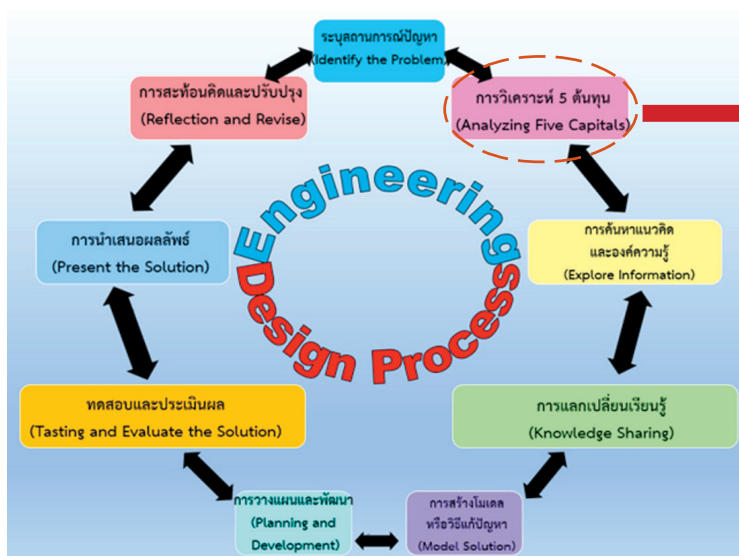 ระบุสถานการณ์ปัญหา
(Identify the Problem)
การวิเคราะห์ 5 ต้นทุน
(Analyzing Five Capitals)
การค้นหาแนวคิด
และองค์ความรู้
(Explore Information)
การแลกเปลี่ยนเรียนรู้
(Knowledge Sharing)
การสร้างโมเดล
หรือวิธีแก้ปัญหา
(Model Solution)
การวางแผนและพัฒนา
(Planning and
Development)
ทดสอบและประเมินผล
(Tasting and Evaluate the Solution)
การนำเสนอผลลัพธ์
(Present the Solution)
การสะท้อนคิดและปรับปรุง
(Reflection and Revise)
Engineering
Design Process